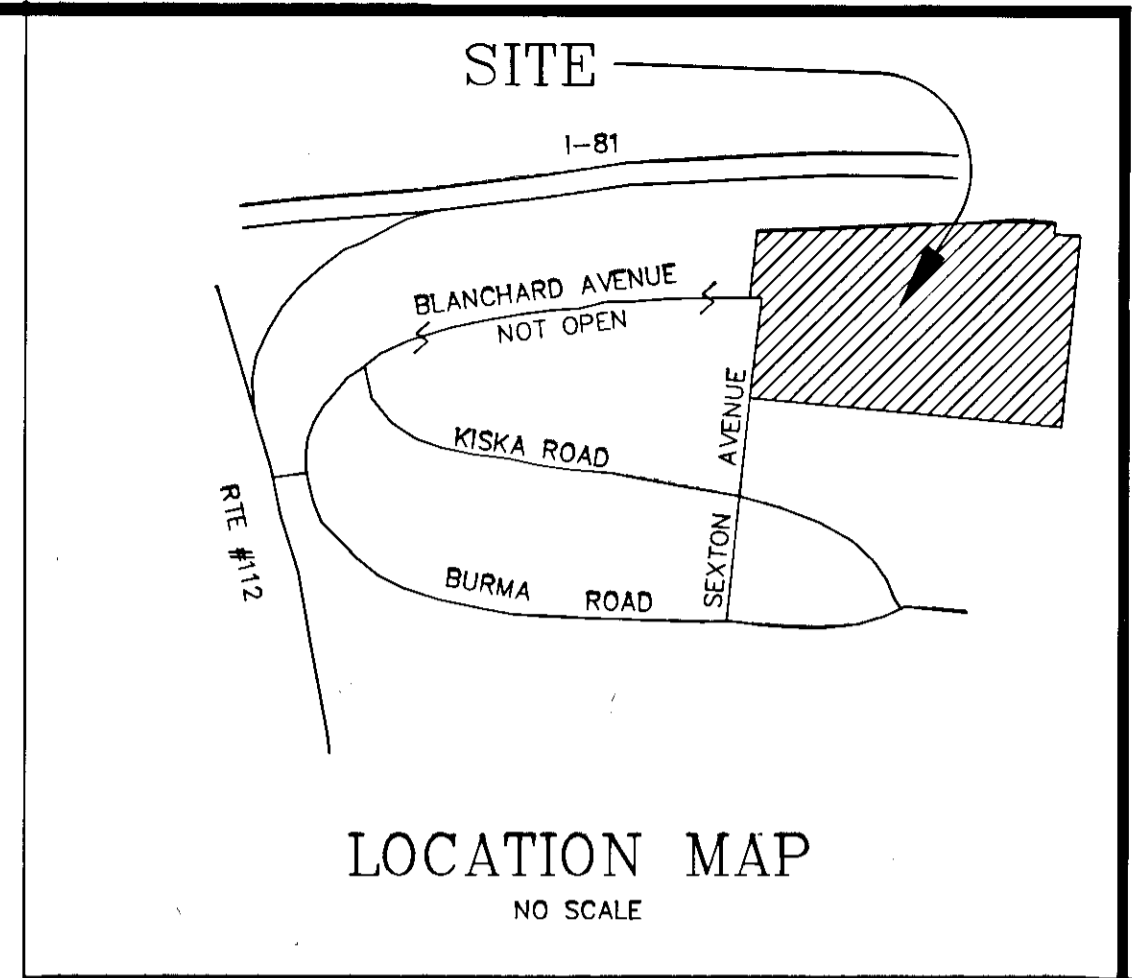 SITE
I-81
BLANCHARD AVENUE
NOT OPEN
KISKA ROAD
SEXTON AVENUE
RTE #112
BURMA ROAD
LOCATION MAP
NO SCALE